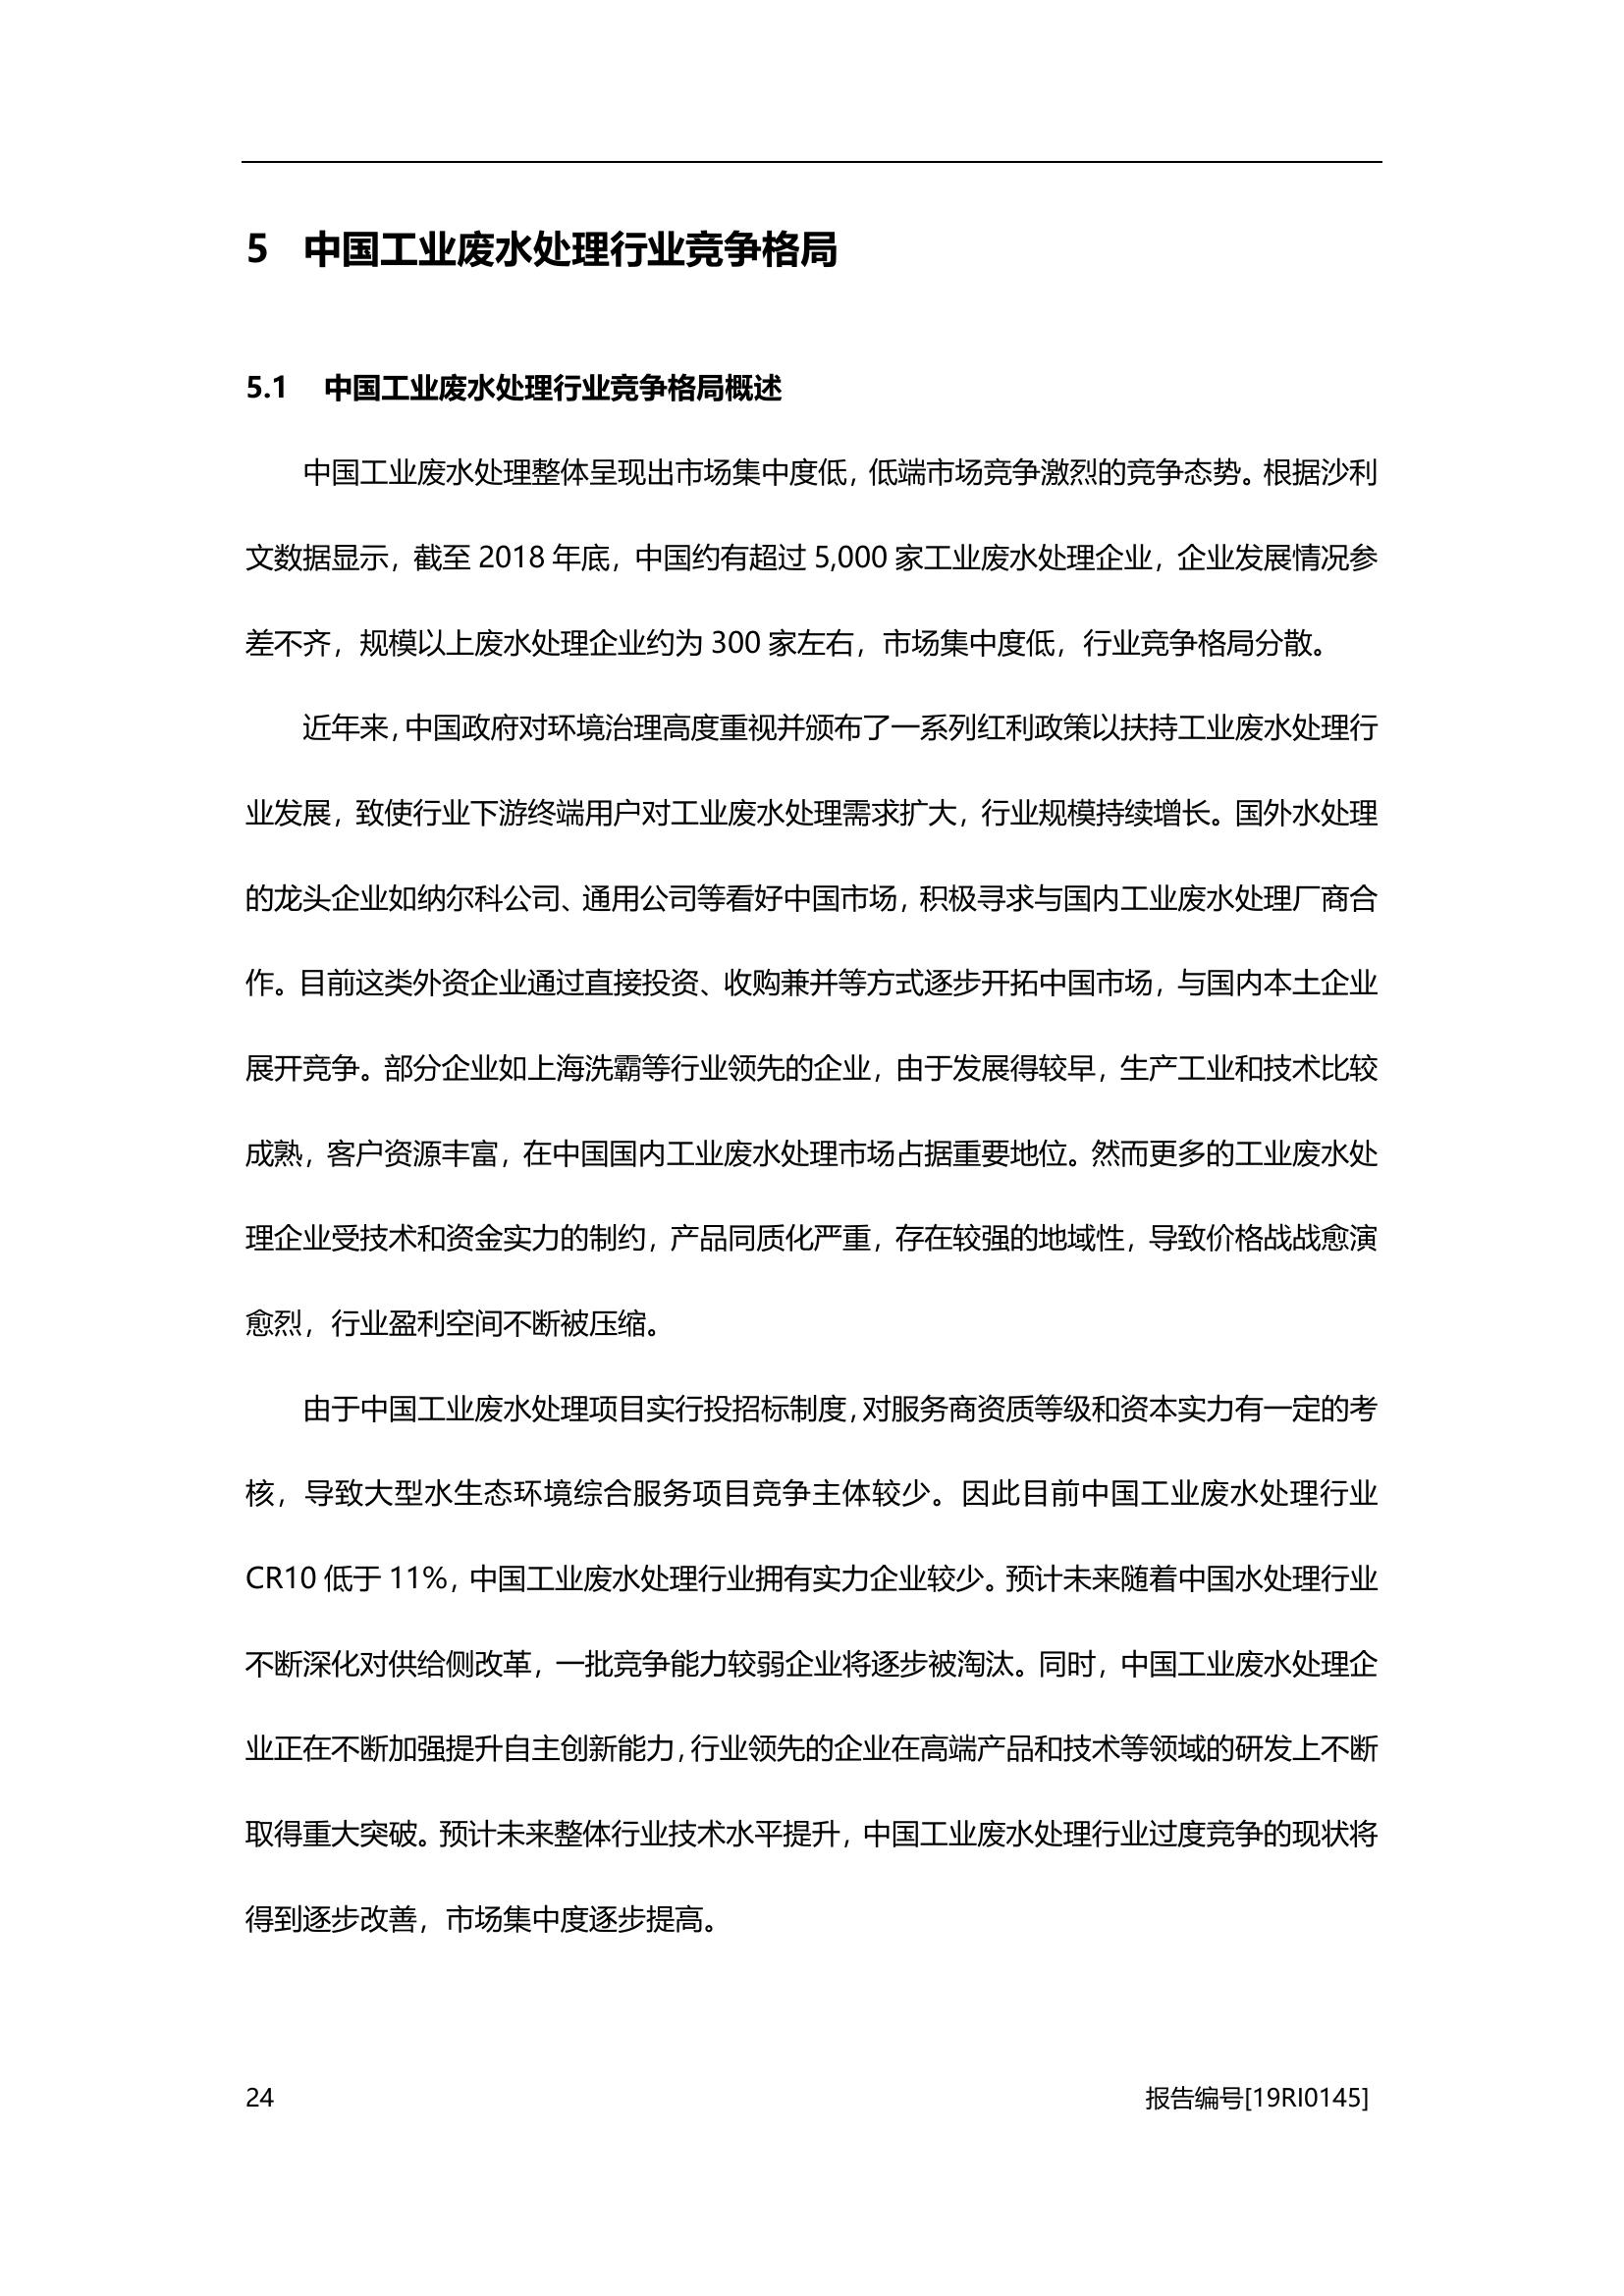 5 中国工业废水处理行业竞争格局
5.1 中国工业废水处理行业竞争格局概述
中国工业废水处理整体呈现出市场集中度低，低端市场竞争激烈的竞争态势。根据沙利
文数据显示，截至 2018 年底，中国约有超过 5,000 家工业废水处理企业，企业发展情况参
差不齐，规模以上废水处理企业约为 300 家左右，市场集中度低，行业竞争格局分散。
近年来，中国政府对环境治理高度重视并颁布了一系列红利政策以扶持工业废水处理行
业发展，致使行业下游终端用户对工业废水处理需求扩大，行业规模持续增长。国外水处理
的龙头企业如纳尔科公司、通用公司等看好中国市场，积极寻求与国内工业废水处理厂商合
作。目前这类外资企业通过直接投资、收购兼并等方式逐步开拓中国市场，与国内本土企业
展开竞争。部分企业如上海洗霸等行业领先的企业，由于发展得较早，生产工业和技术比较
成熟，客户资源丰富，在中国国内工业废水处理市场占据重要地位。然而更多的工业废水处
理企业受技术和资金实力的制约，产品同质化严重，存在较强的地域性，导致价格战战愈演
愈烈，行业盈利空间不断被压缩。
由于中国工业废水处理项目实行投招标制度，对服务商资质等级和资本实力有一定的考
核，导致大型水生态环境综合服务项目竞争主体较少。因此目前中国工业废水处理行业
CR10 低于 11%，中国工业废水处理行业拥有实力企业较少。预计未来随着中国水处理行业
不断深化对供给侧改革，一批竞争能力较弱企业将逐步被淘汰。同时，中国工业废水处理企
业正在不断加强提升自主创新能力，行业领先的企业在高端产品和技术等领域的研发上不断
取得重大突破。预计未来整体行业技术水平提升，中国工业废水处理行业过度竞争的现状将
得到逐步改善，市场集中度逐步提高。
24 报告编号[19RI0145]